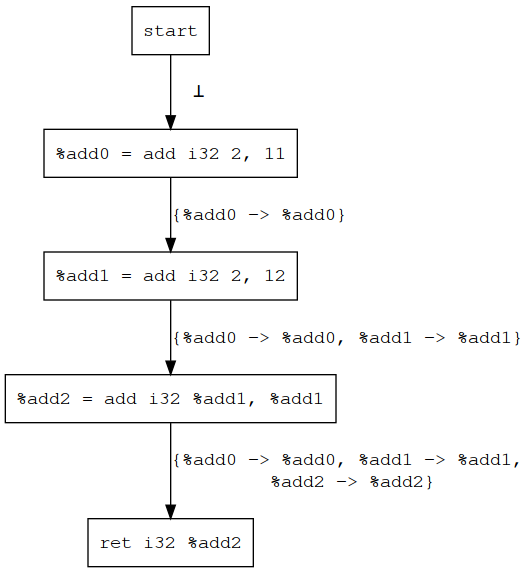 start
⊥
%add0 = add i32 2, 11
{%add0 -> %add0}
%add1 = add i32 2, 12
{%add0 -> %add0, %add1 -> %add1}
%add2 = add i32 %add1, %add1
{%add0 -> %add0, %add1 -> %add1,
%add2 -> %add2}
ret i32 %add2